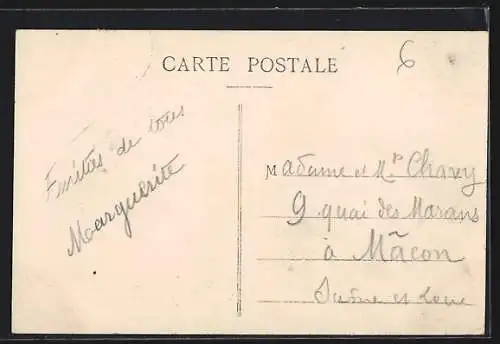 CARTE POSTALE
6
Amitiés de tous
Marguerite
Madame et Mr. Chavy
9 quai des Marans
à Mâcon
Saône et Loire